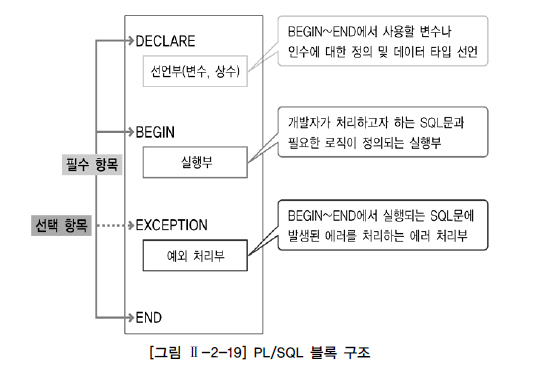 DECLARE
선언부(변수, 상수)
BEGIN~END에서 사용할 변수나
인수에 대한 정의 및 데이터 타입 선언
BEGIN
실행부
개발자가 처리하고자 하는 SQL문과
필요한 로직이 정의되는 실행부
필수 항목
선택 항목
EXCEPTION
예외 처리부
BEGIN~END에서 실행되는 SQL문에
발생된 에러를 처리하는 에러 처리부
END
[그림 Ⅱ-2-19] PL/SQL 블록 구조